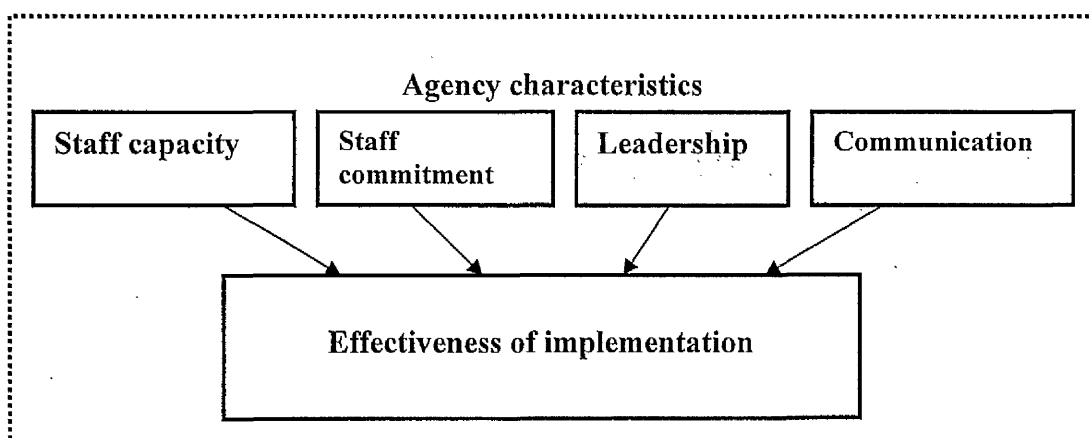 Agency characteristics
Staff capacity
Staff
commitment
Leadership
Communication
Effectiveness of implementation